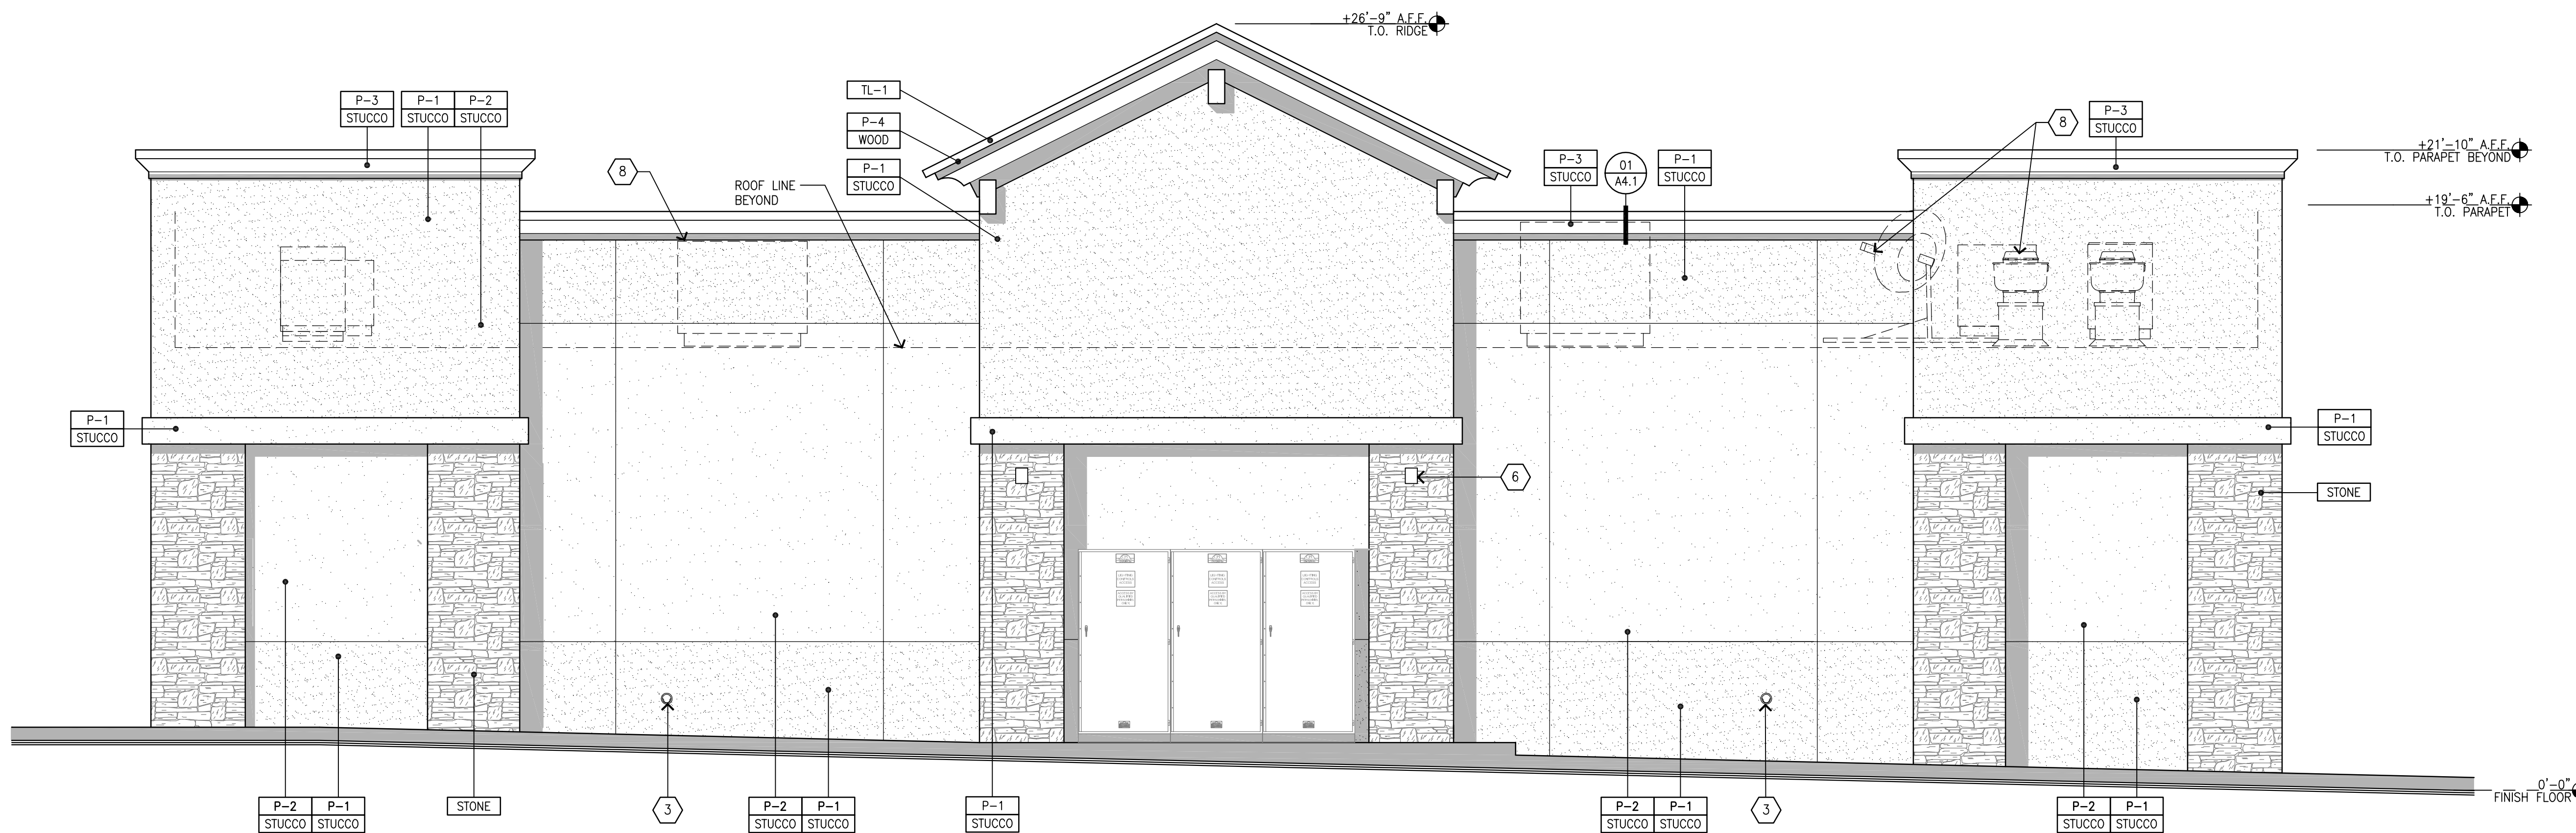 +26'-9" A.F.F.
T.O. RIDGE
P-3
STUCCO
P-1 P-2
STUCCO STUCCO
TL-1
P-4
WOOD
P-1
STUCCO
8
ROOF LINE
BEYOND
P-3
STUCCO
01
A4.1
P-1
STUCCO
8
P-3
STUCCO
+21'-10" A.F.F.
T.O. PARAPET BEYOND
+19'-6" A.F.F.
T.O. PARAPET
P-1
STUCCO
P-1
STUCCO
6
STONE
P-2 P-1
STUCCO STUCCO
STONE
3
P-2 P-1
STUCCO STUCCO
P-1
STUCCO
P-2 P-1
STUCCO STUCCO
3
P-2 P-1
STUCCO STUCCO
0'-0"
FINISH FLOOR